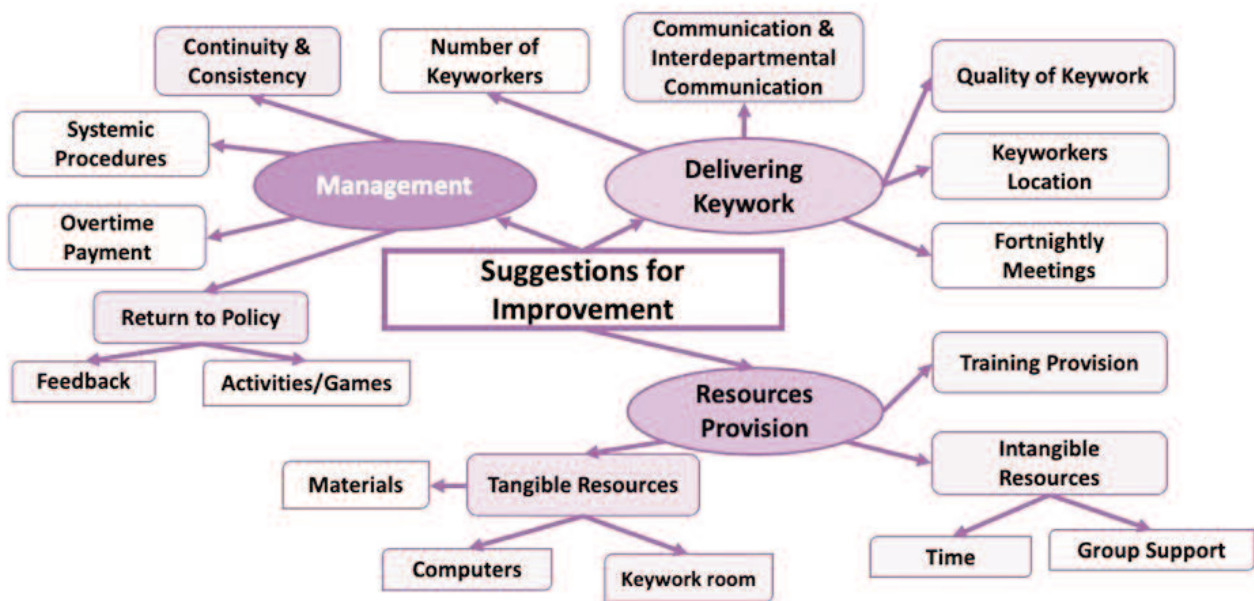 Continuity &
Consistency
Number of
Keyworkers
Communication &
Interdepartmental
Communication
Quality of Keywork
Systemic
Procedures
Management
Delivering
Keywork
Keyworkers
Location
Overtime
Payment
Fortnightly
Meetings
Suggestions for
Improvement
Return to Policy
Feedback
Activities/Games
Training Provision
Resources
Provision
Intangible
Resources
Materials
Tangible Resources
Computers
Keywork room
Time
Group Support